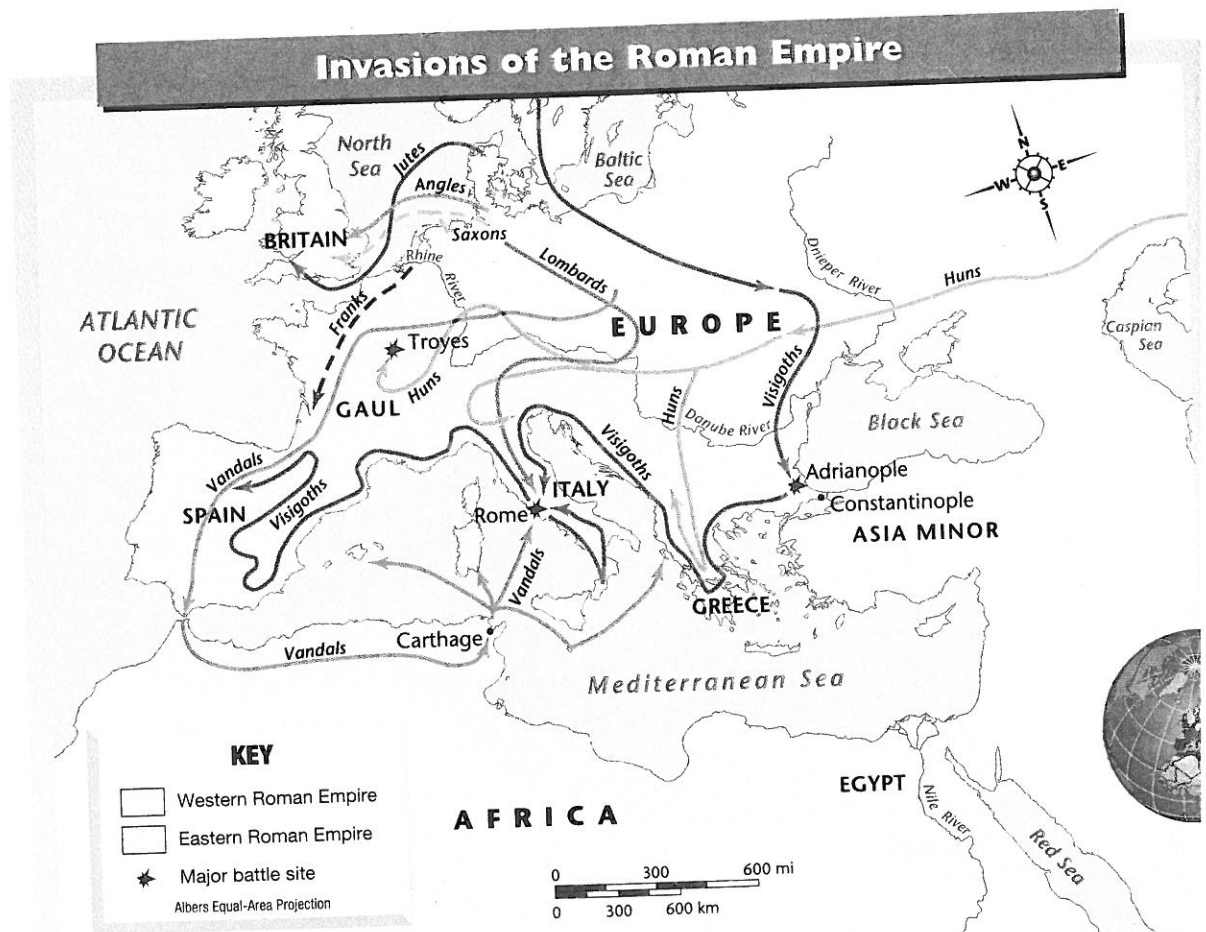 Invasions of the Roman Empire
North
Sea
Jutes
Baltic
Sea
N
E
W
S
Angles
BRITAIN
Saxons
Rhine
River
Lombards
Dnieper River
Huns
Franks
ATLANTIC
OCEAN
EUROPE
Caspian
Sea
Troyes
Huns
GAUL
Visigoths
Huns
Danube River
Black Sea
Visigoths
Vandals
Adrianople
Constantinople
SPAIN
Visigoths
ITALY
Rome
ASIA MINOR
Vandals
GREECE
Carthage
Vandals
Mediterranean Sea
KEY
Western Roman Empire
Eastern Roman Empire
Major battle site
Albers Equal-Area Projection
AFRICA
EGYPT
Nile River
Red Sea
0 300 600 mi
0 300 600 km